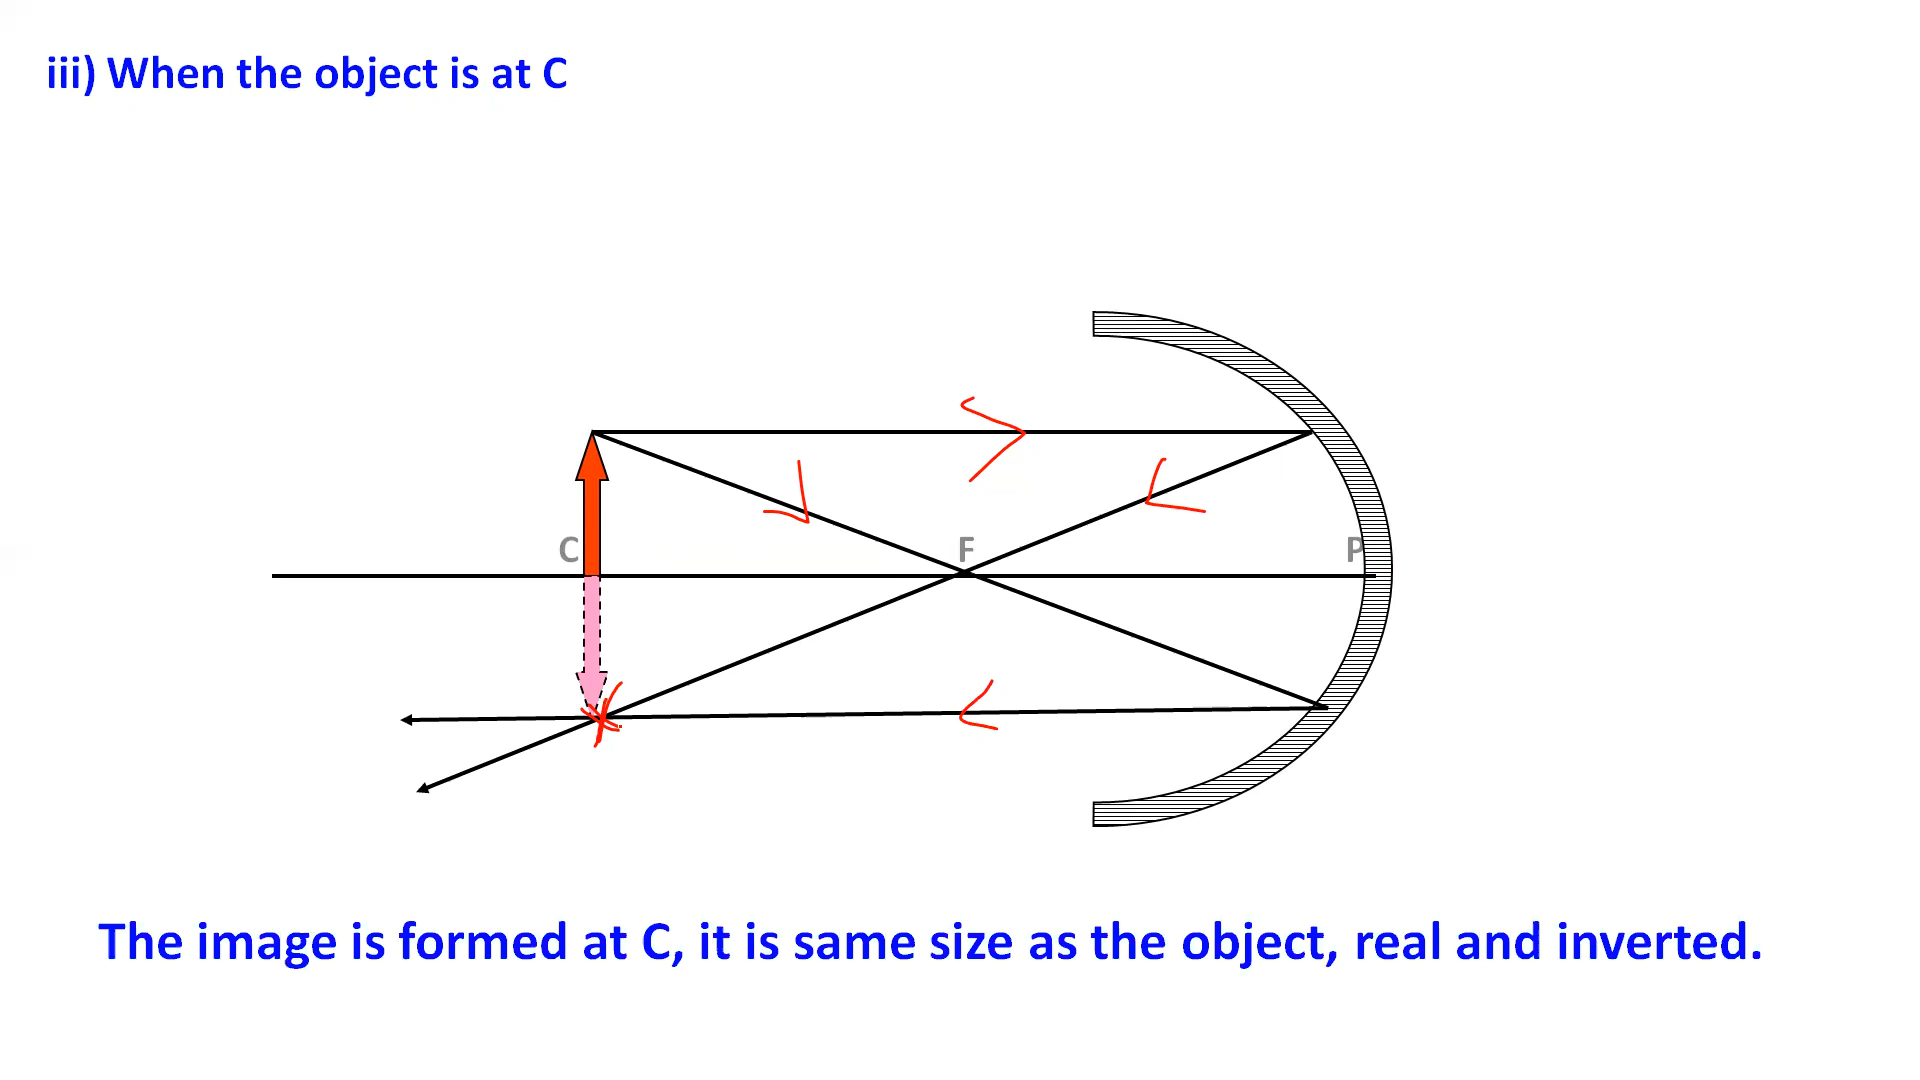 iii) When the object is at C
C
F
P
The image is formed at C, it is same size as the object, real and inverted.